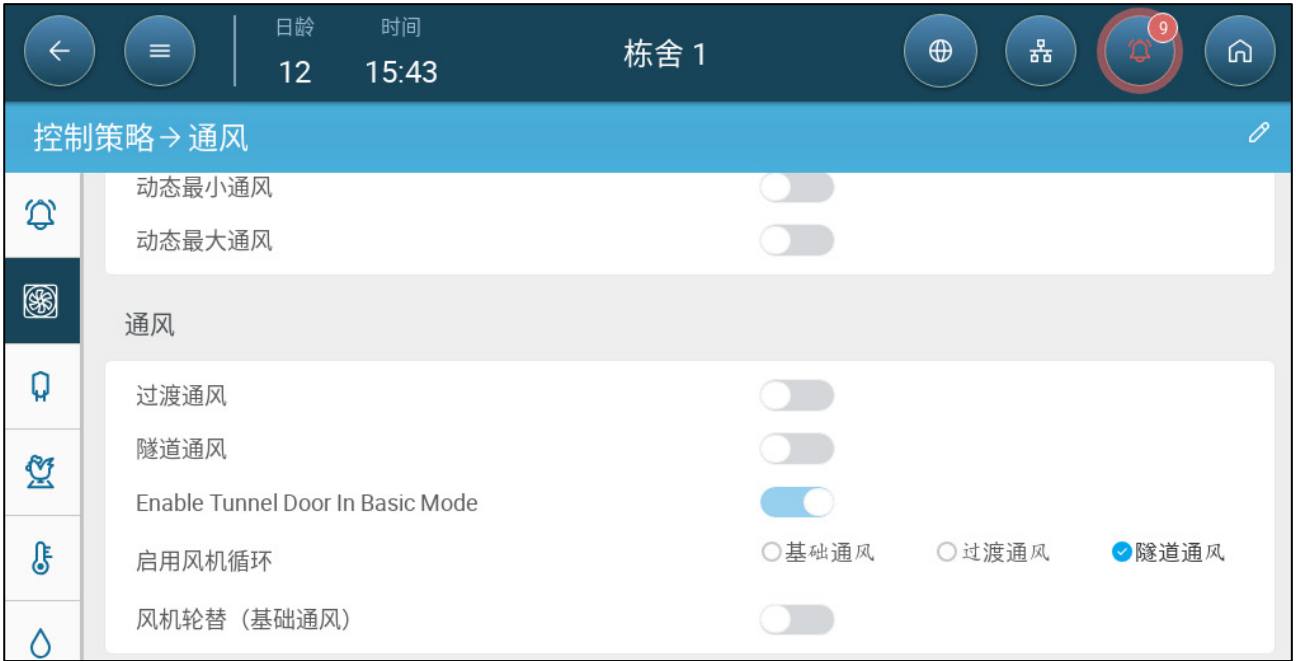 日龄 时间 9
12 15:43 栋舍 1
控制策略→通风
动态最小通风
动态最大通风
通风
过渡通风
隧道通风
Enable Tunnel Door In Basic Mode
启用风机循环 基础通风 过渡通风 隧道通风
风机轮替（基础通风）